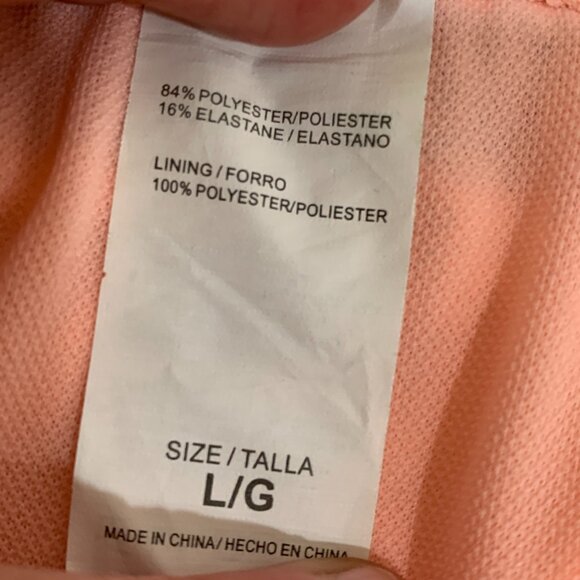 84% POLYESTER/POLIESTER
16% ELASTANE / ELASTANO
LINING / FORRO
100% POLYESTER/POLIESTER
SIZE / TALLA
L/G
MADE IN CHINA/ HECHO EN CHINA